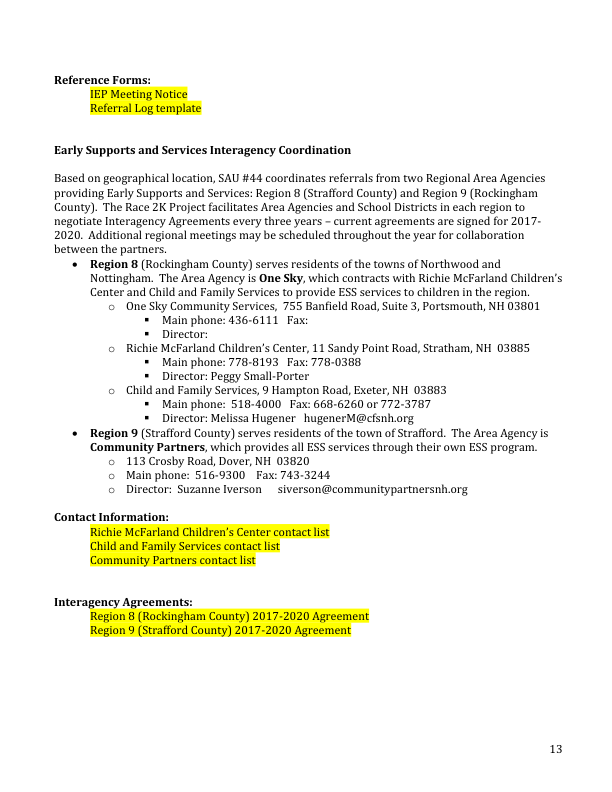 Reference Forms:
IEP Meeting Notice
Referral Log template
Early Supports and Services Interagency Coordination
Based on geographical location, SAU #44 coordinates referrals from two Regional Area Agencies
providing Early Supports and Services: Region 8 (Strafford County) and Region 9 (Rockingham
County).  The Race 2K Project facilitates Area Agencies and School Districts in each region to
negotiate Interagency Agreements every three years – current agreements are signed for 2017-
2020.  Additional regional meetings may be scheduled throughout the year for collaboration
between the partners.
• Region 8 (Rockingham County) serves residents of the towns of Northwood and
Nottingham.  The Area Agency is One Sky, which contracts with Richie McFarland Children’s
Center and Child and Family Services to provide ESS services to children in the region.
o One Sky Community Services,  755 Banfield Road, Suite 3, Portsmouth, NH 03801
▪ Main phone: 436-6111   Fax:
▪ Director:
o Richie McFarland Children’s Center, 11 Sandy Point Road, Stratham, NH  03885
▪ Main phone: 778-8193   Fax: 778-0388
▪ Director: Peggy Small-Porter
o Child and Family Services, 9 Hampton Road, Exeter, NH  03883
▪ Main phone:  518-4000   Fax: 668-6260 or 772-3787
▪ Director: Melissa Hugener   hugenerM@cfsnh.org
• Region 9 (Strafford County) serves residents of the town of Strafford.  The Area Agency is
Community Partners, which provides all ESS services through their own ESS program.
o 113 Crosby Road, Dover, NH  03820
o Main phone:  516-9300    Fax: 743-3244
o Director:  Suzanne Iverson      siverson@communitypartnersnh.org
Contact Information:
Richie McFarland Children’s Center contact list
Child and Family Services contact list
Community Partners contact list
Interagency Agreements:
Region 8 (Rockingham County) 2017-2020 Agreement
Region 9 (Strafford County) 2017-2020 Agreement
13